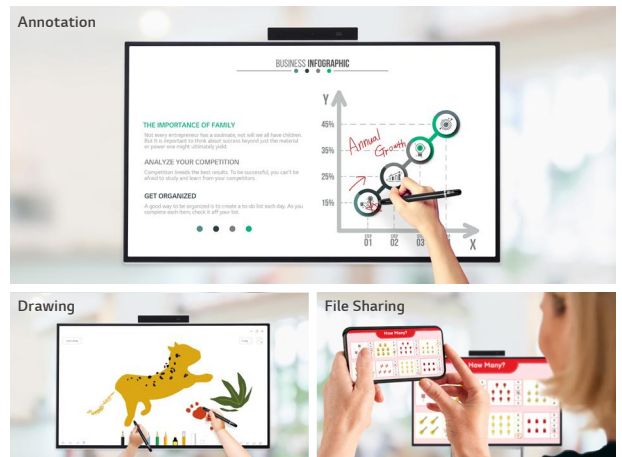 Annotation
BUSINESS INFOGRAPHIC
THE IMPORTANCE OF FAMILY
Not every entrepreneur has a soulmate, not will we all have children.
But it is important to think about success beyond just the material
or power one might ultimately yield.
ANALYZE YOUR COMPETITION
Competition breeds the best results. To be successful, you can't be
afraid to study and learn from your competitors.
GET ORGANIZED
A good way to be organized is to create a to-do list each day. As you
complete each item, check it off your list.
Y
45%
35%
25%
15%
Annual
Growth
01
02
03
X
Drawing
File Sharing
How Many?
How Many?